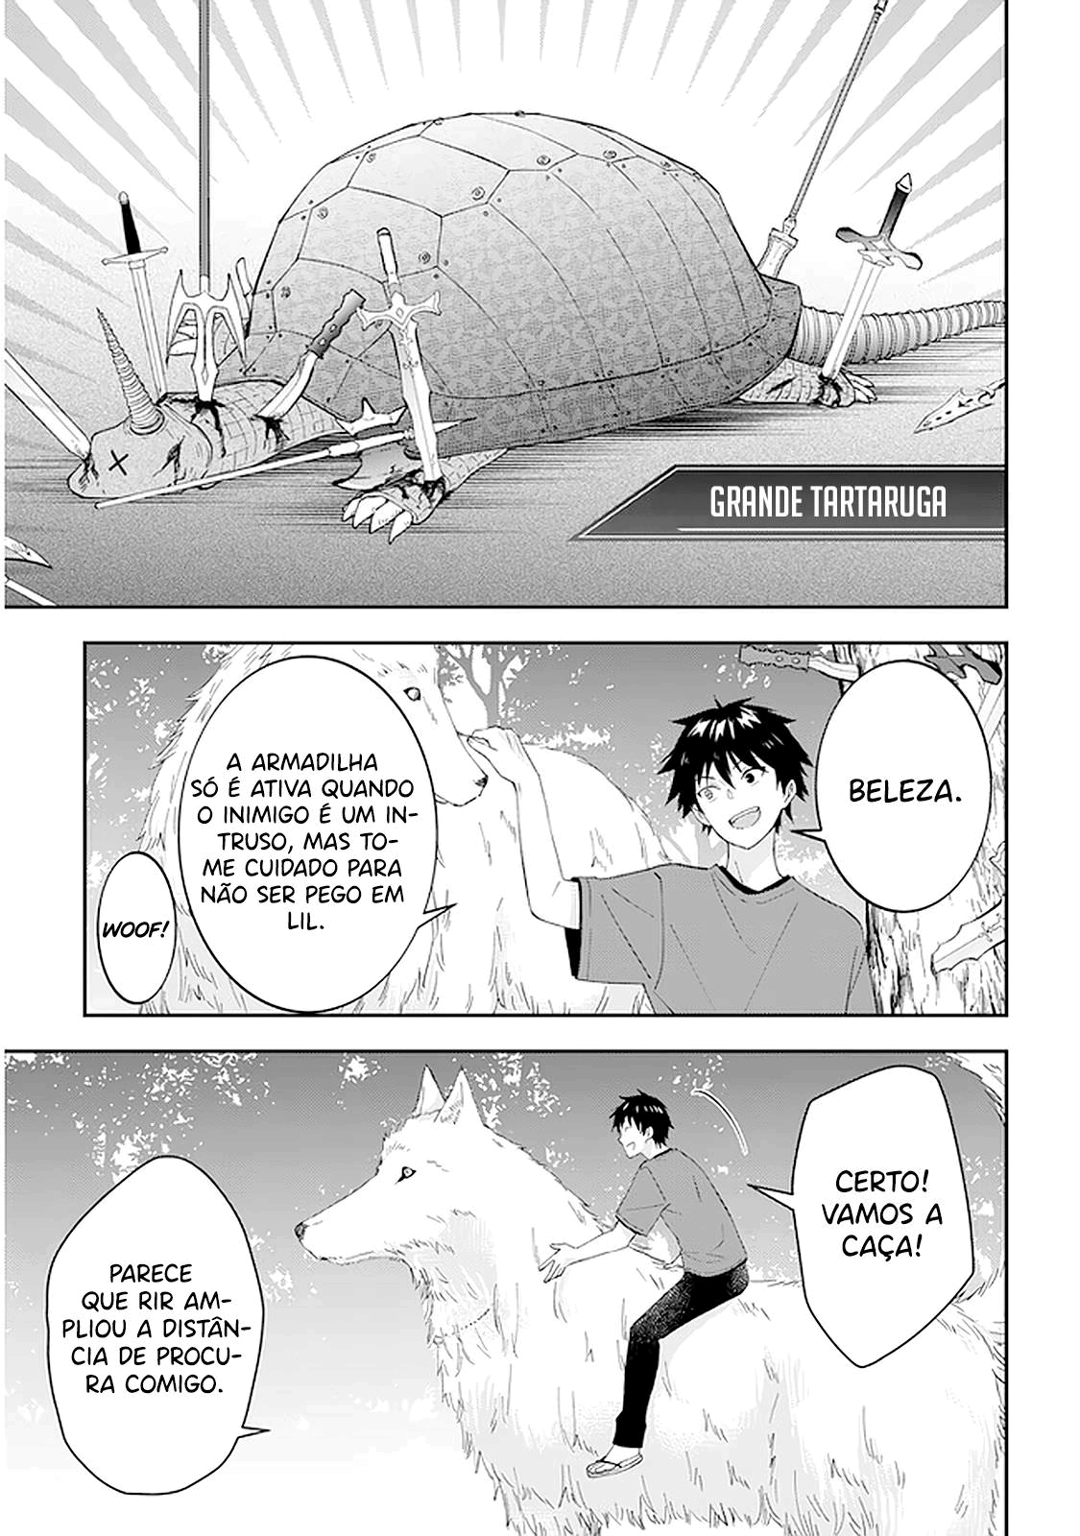 GRANDE TARTARUGA
BELEZA.
A ARMADILHA
SÓ É ATIVA QUANDO
O INIMIGO É UM IN-
TRUSO, MAS TO-
ME CUIDADO PARA
NÃO SER PEGO EM
LIL.
WOOF!
CERTO!
VAMOS A
CAÇA!
PARECE
QUE RIR AM-
PLIOU A DISTÂN-
CIA DE PROCU-
RA COMIGO.